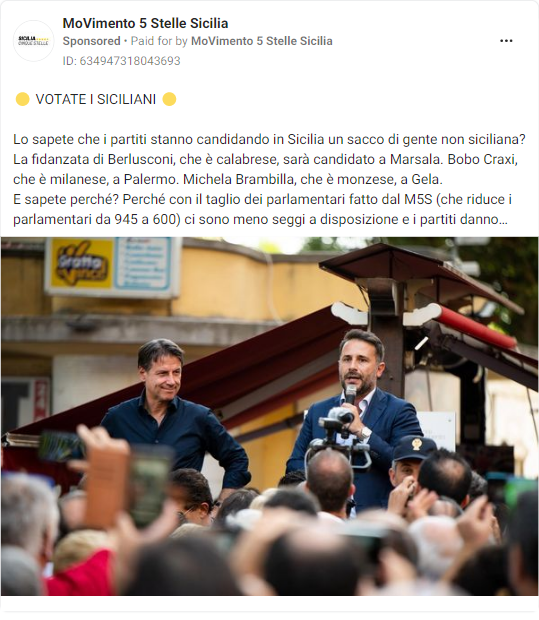 MoVimento 5 Stelle Sicilia
Sponsored • Paid for by MoVimento 5 Stelle Sicilia
ID: 634947318043693
SICILIA
CINQUE STELLE
🟡 VOTATE I SICILIANI 🟡
Lo sapete che i partiti stanno candidando in Sicilia un sacco di gente non siciliana?
La fidanzata di Berlusconi, che è calabrese, sarà candidato a Marsala. Bobo Craxi,
che è milanese, a Palermo. Michela Brambilla, che è monzese, a Gela.
E sapete perché? Perché con il taglio dei parlamentari fatto dal M5S (che riduce i
parlamentari da 945 a 600) ci sono meno seggi a disposizione e i partiti danno…
Gratta